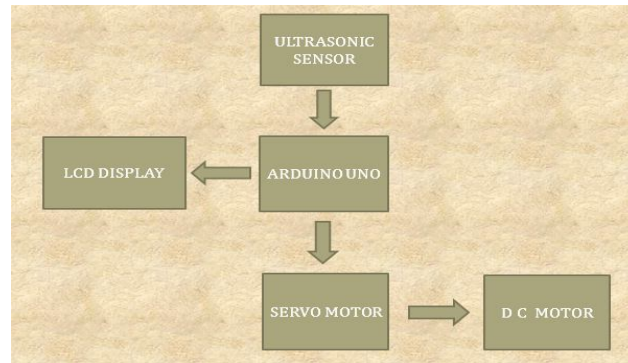 ULTRASONIC
SENSOR
LCD DISPLAY
ARDUINO UNO
SERVO MOTOR
D C MOTOR